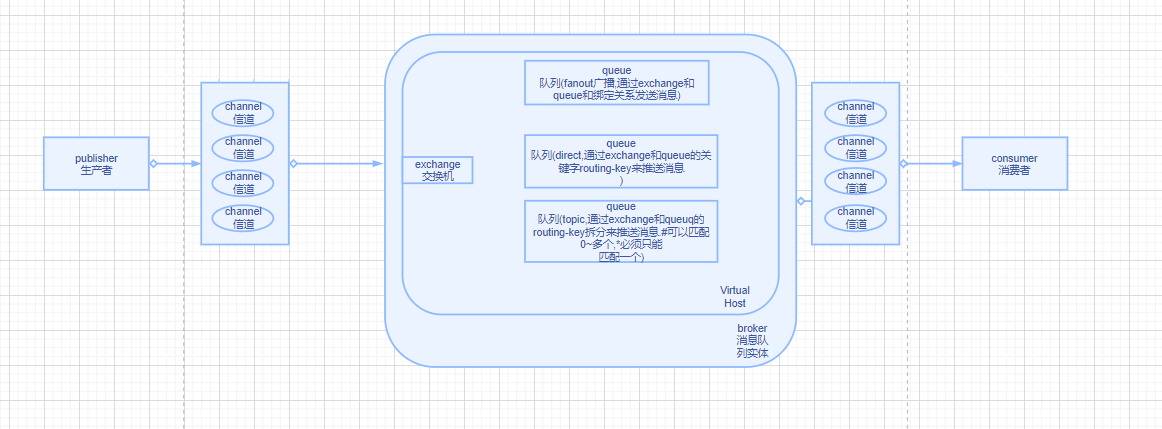 publisher
生产者
channel
信道
channel
信道
channel
信道
channel
信道
exchange
交换机
queue
队列(fanout广播,通过exchange和
queue和绑定关系发送消息)
queue
队列(direct,通过exchange和queue的关
键字routing-key来推送消息
)
queue
队列(topic,通过exchange和queuq的
routing-key拆分来推送消息.#可以匹配
0~多个,*必须只能
匹配一个)
Virtual
Host
broker
消息队
列实体
channel
信道
channel
信道
channel
信道
channel
信道
consumer
消费者